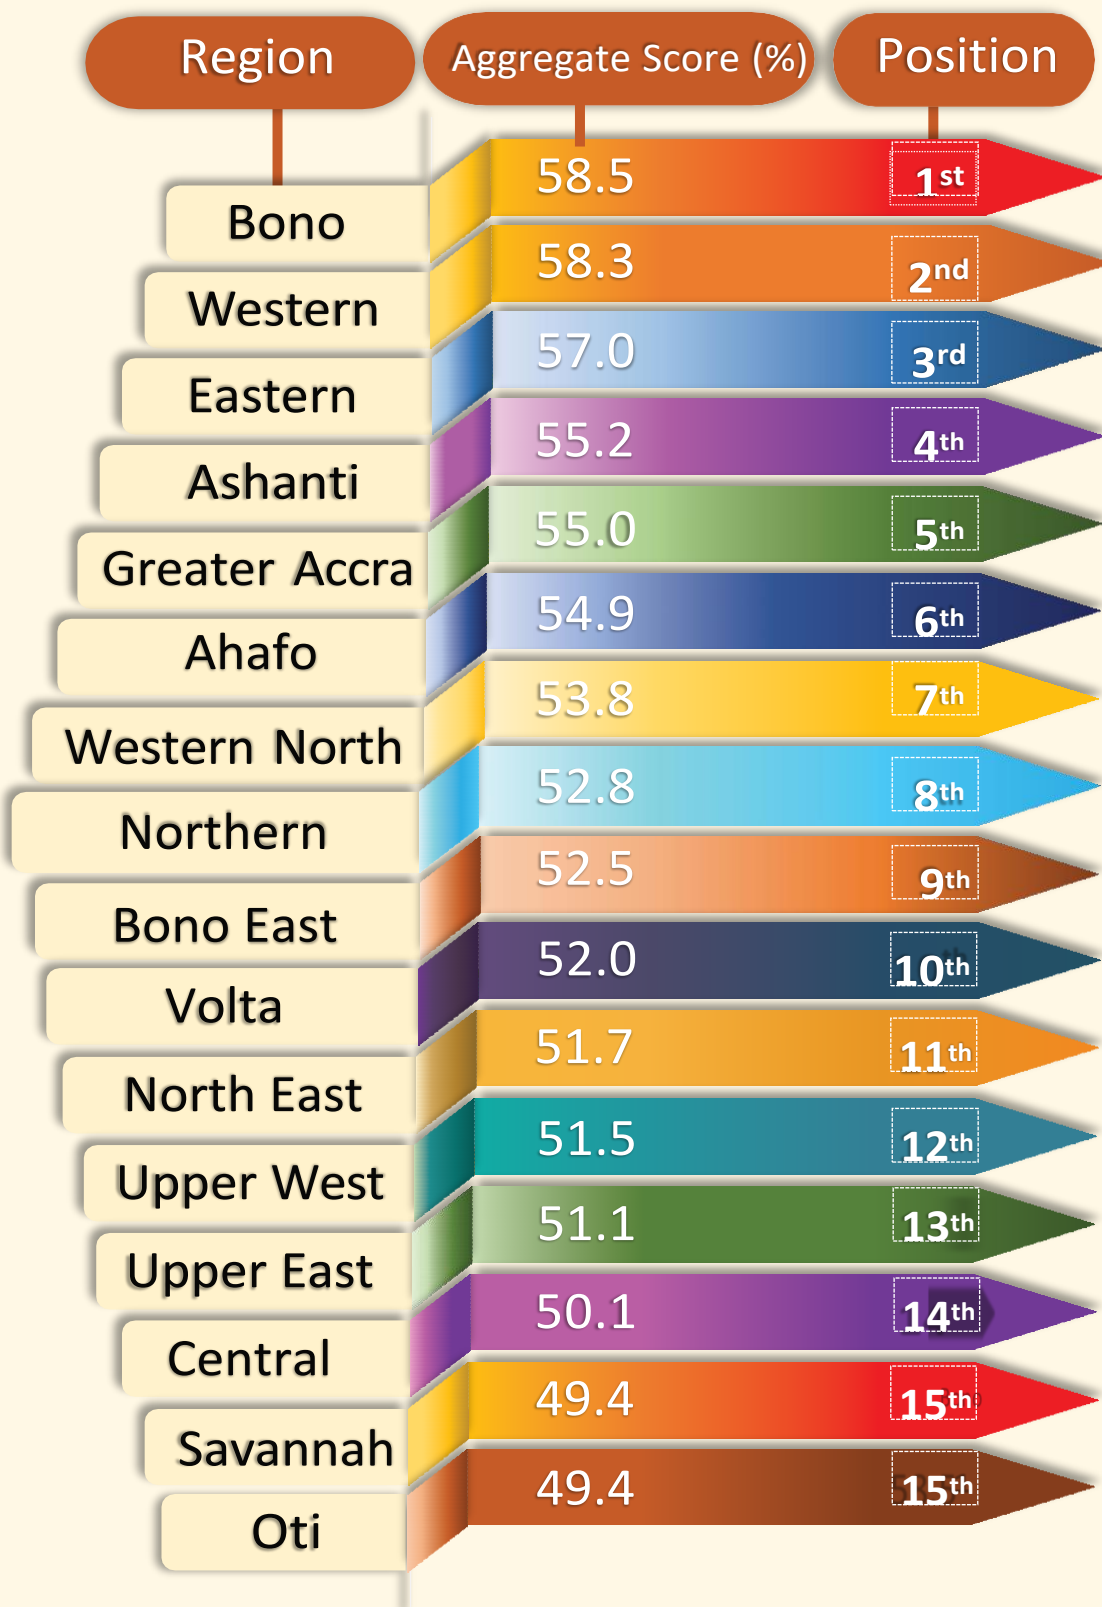 Region Aggregate Score (%) Position
Bono 58.5 1st
Western 58.3 2nd
Eastern 57.0 3rd
Ashanti 55.2 4th
Greater Accra 55.0 5th
Ahafo 54.9 6th
Western North 53.8 7th
Northern 52.8 8th
Bono East 52.5 9th
Volta 52.0 10th
North East 51.7 11th
Upper West 51.5 12th
Upper East 51.1 13th
Central 50.1 14th
Savannah 49.4 15th
Oti 49.4 15th